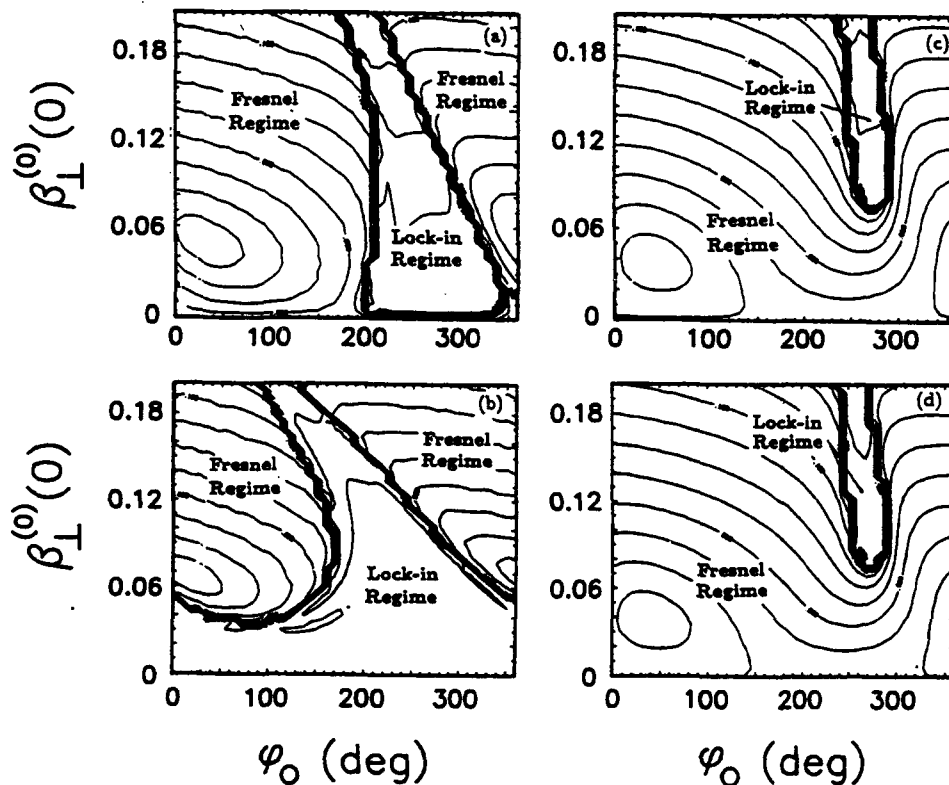 (a)
0.18
0.12
0.06
0
β⊥^(0)(0)
Fresnel
Regime
Fresnel
Regime
Lock-in
Regime
0 100 200 300
(c)
0.18
0.12
0.06
0
Lock-in
Regime
Fresnel
Regime
0 100 200 300
(b)
0.18
0.12
0.06
0
β⊥^(0)(0)
Fresnel
Regime
Fresnel
Regime
Lock-in
Regime
0 100 200 300
φ₀ (deg)
(d)
0.18
0.12
0.06
0
Lock-in
Regime
Fresnel
Regime
0 100 200 300
φ₀ (deg)